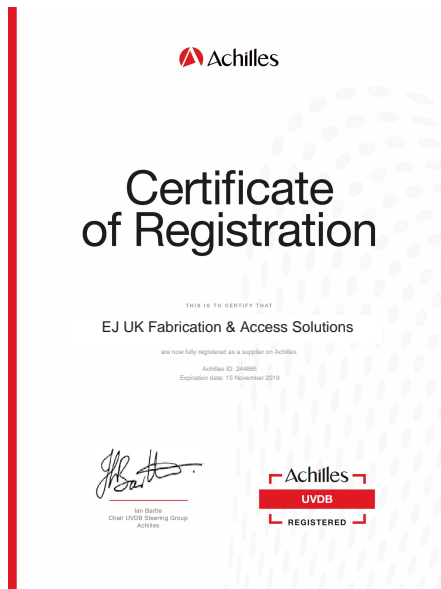 Achilles
Certificate
of Registration
THIS IS TO CERTIFY THAT
EJ UK Fabrication & Access Solutions
are now fully registered as a supplier on Achilles
Achilles ID: 244865
Expiration date: 15 November 2019
Ian Bartle
Chair UVDB Steering Group
Achilles
Achilles
UVDB
REGISTERED